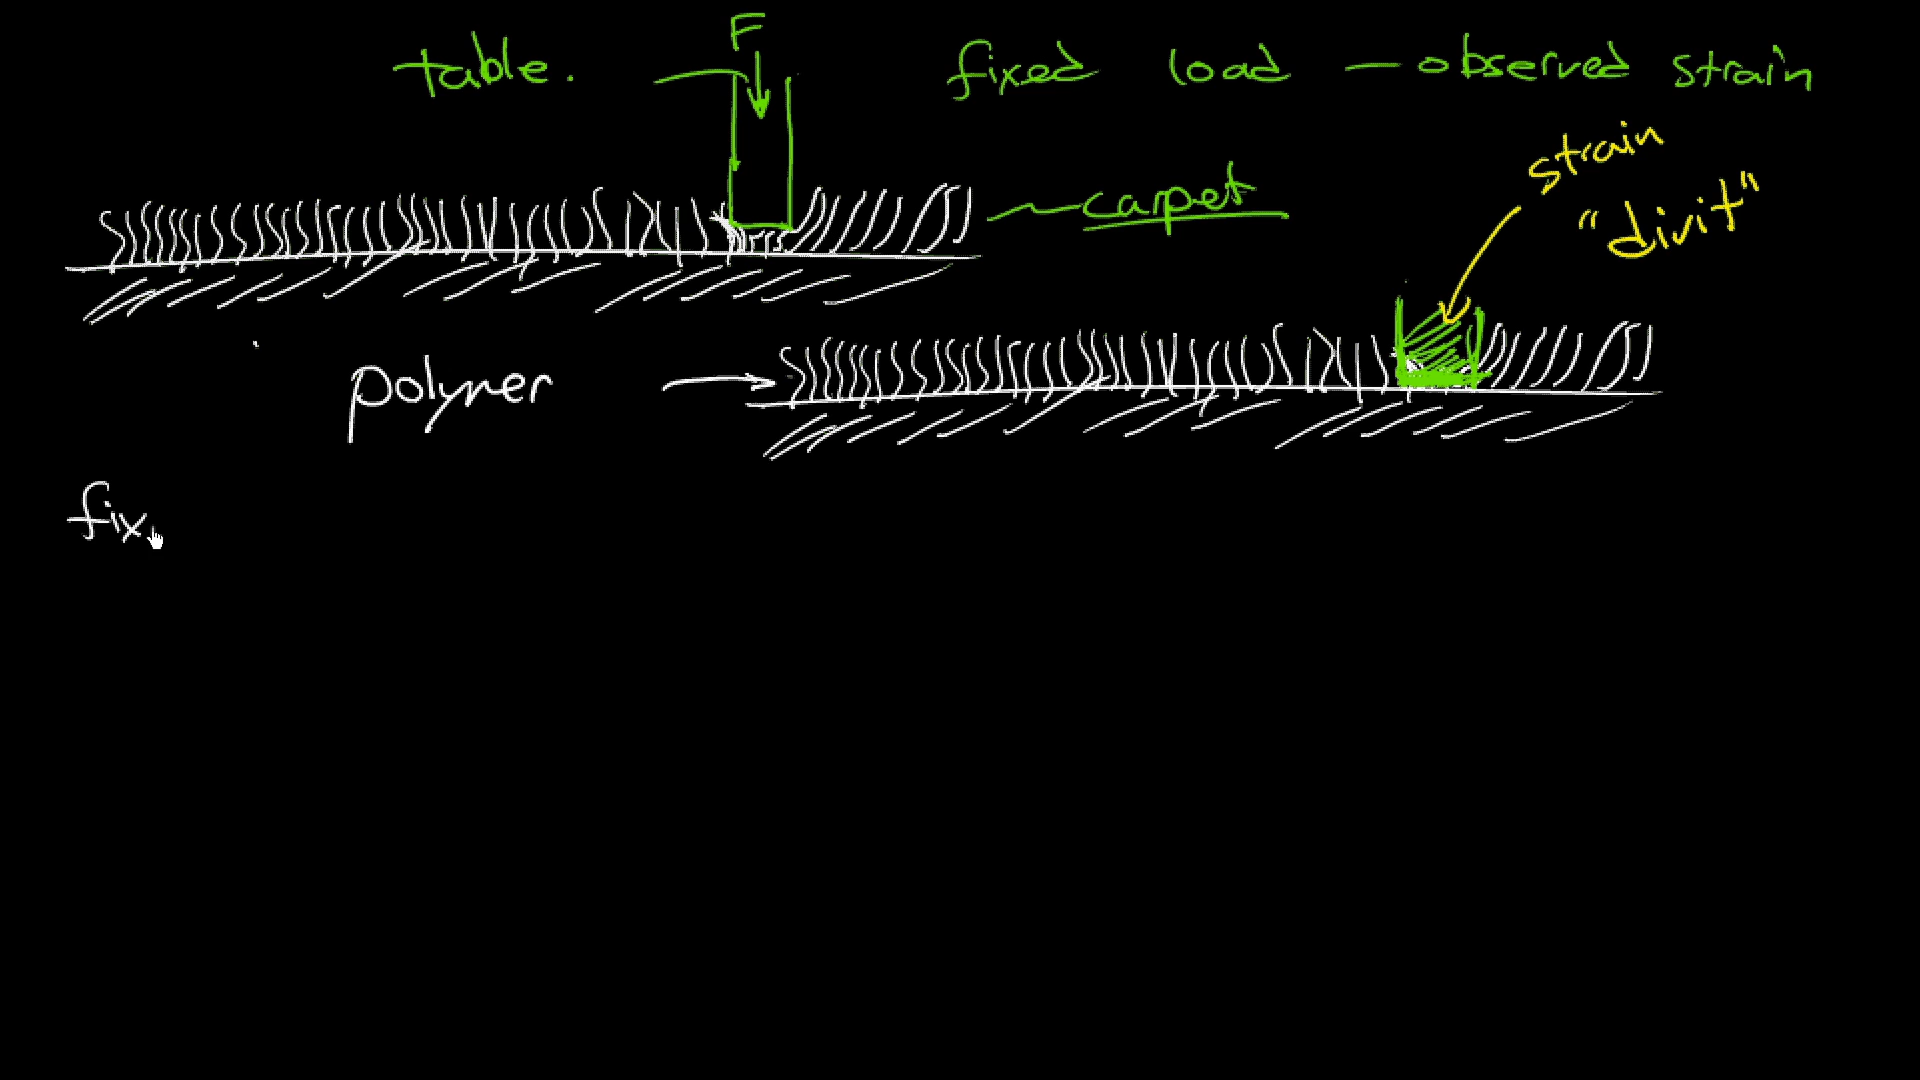 F
table.
fixed load — observed strain
strain
carpet
"divit"
polymer
fix